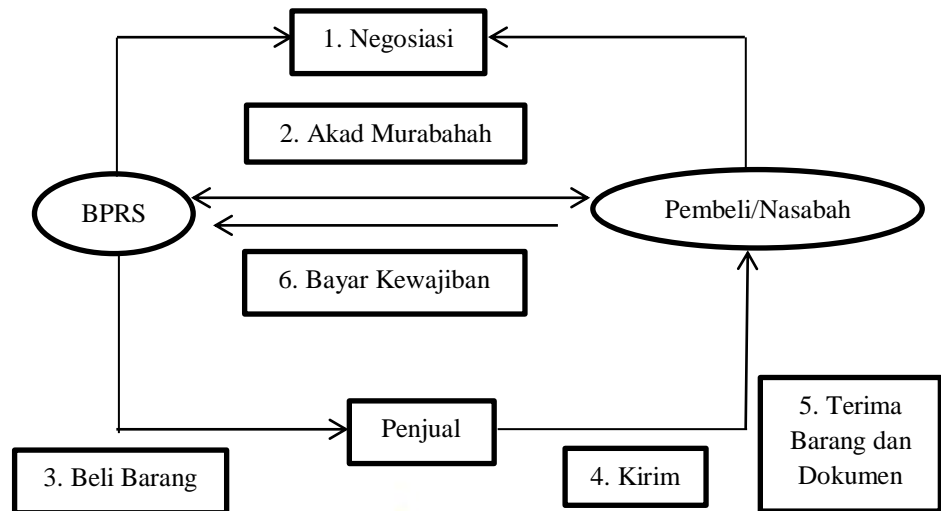 1. Negosiasi
2. Akad Murabahah
BPRS
Pembeli/Nasabah
6. Bayar Kewajiban
Penjual
5. Terima
Barang dan
Dokumen
3. Beli Barang
4. Kirim